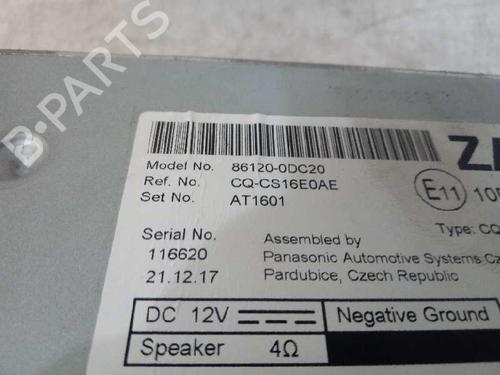 Model No. 86120-0DC20
Ref. No. CQ-CS16E0AE
Set No. AT1601
E11
Serial No.
116620
21.12.17
Assembled by
Type: CQ
Panasonic Automotive Systems Cz
Pardubice, Czech Republic
DC 12V
Negative Ground
Speaker 4Ω